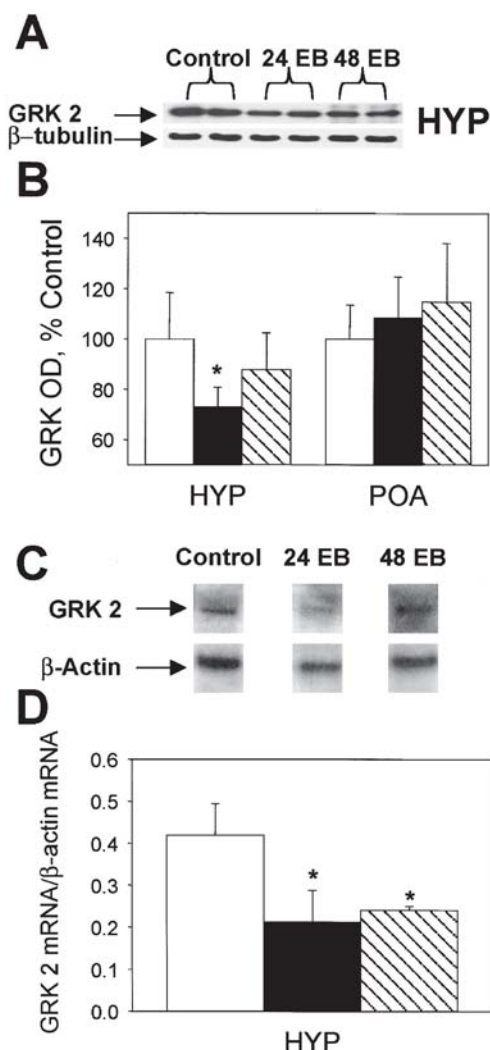 A
Control 24 EB 48 EB
GRK 2
β–tubulin
HYP
B
GRK OD, % Control
140
120
100
80
60
*
HYP POA
C
Control 24 EB 48 EB
GRK 2
β-Actin
D
GRK 2 mRNA/β-actin mRNA
0.6
0.5
0.4
0.3
0.2
0.1
0.0
* *
HYP